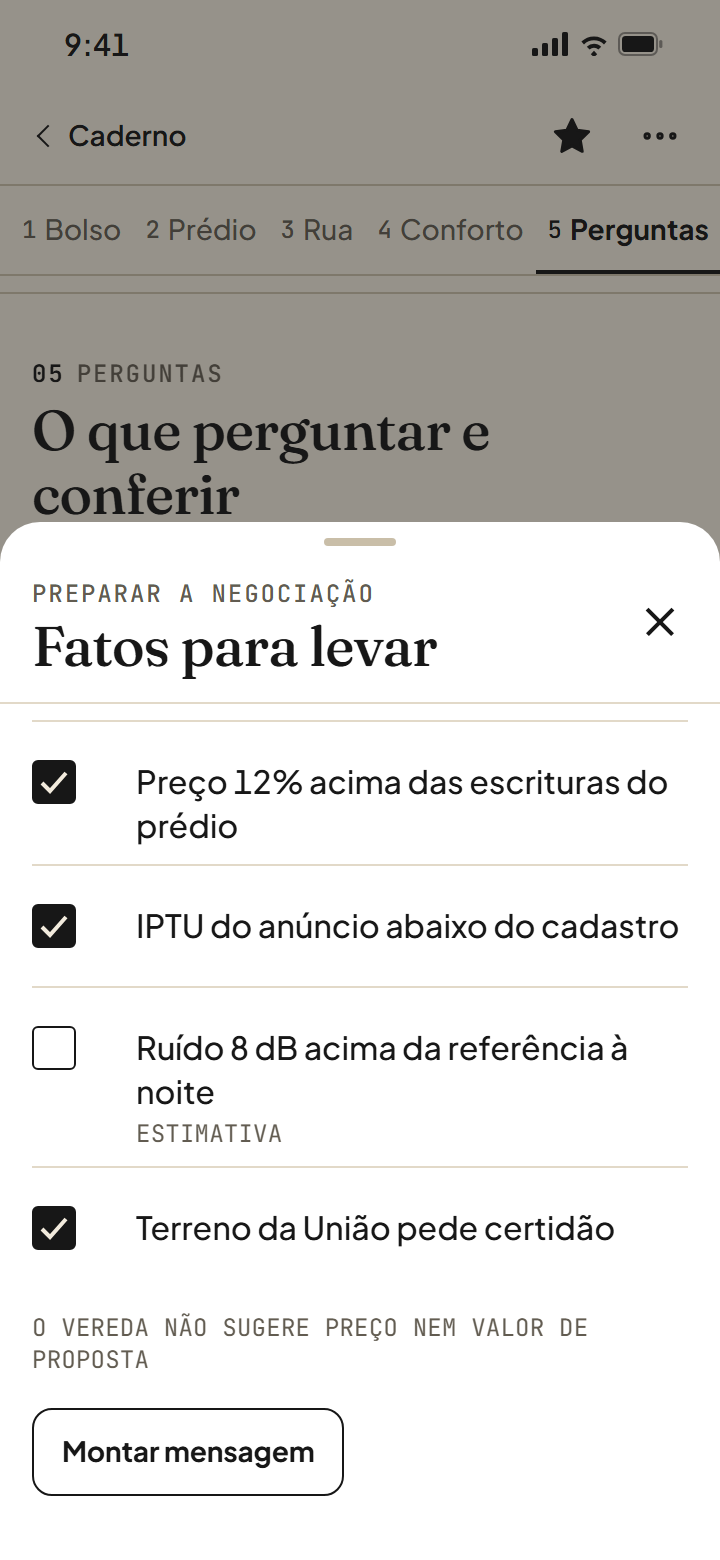 9:41
Caderno
1 Bolso 2 Prédio 3 Rua 4 Conforto 5 Perguntas
05 PERGUNTAS
O que perguntar e
conferir
PREPARAR A NEGOCIAÇÃO
Fatos para levar
Preço 12% acima das escrituras do
prédio
IPTU do anúncio abaixo do cadastro
Ruído 8 dB acima da referência à
noite
ESTIMATIVA
Terreno da União pede certidão
O VEREDA NÃO SUGERE PREÇO NEM VALOR DE
PROPOSTA
Montar mensagem